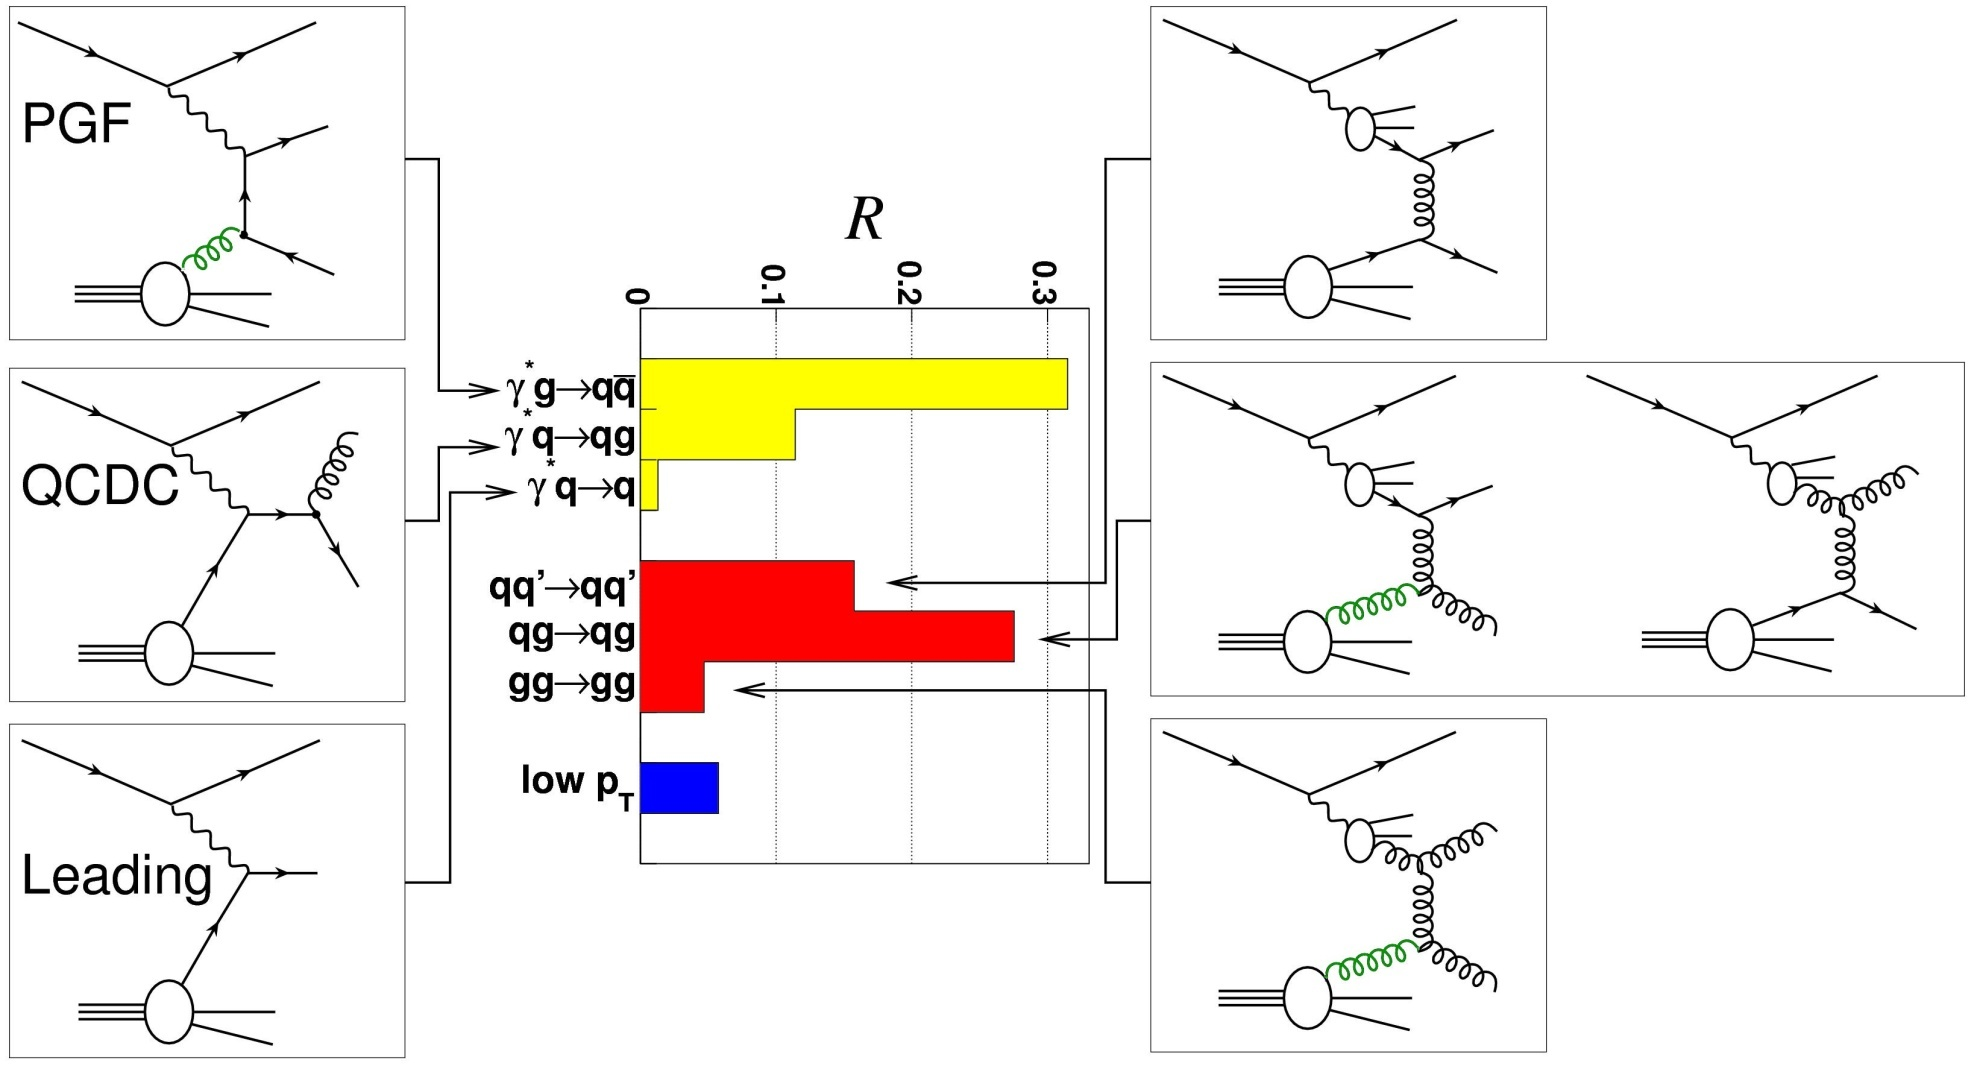 PGF
QCDC
Leading
R
0 0.1 0.2 0.3
γ*g→qq̅
γ*q→qg
γ*q→q
qq'→qq'
qg→qg
gg→gg
low pT